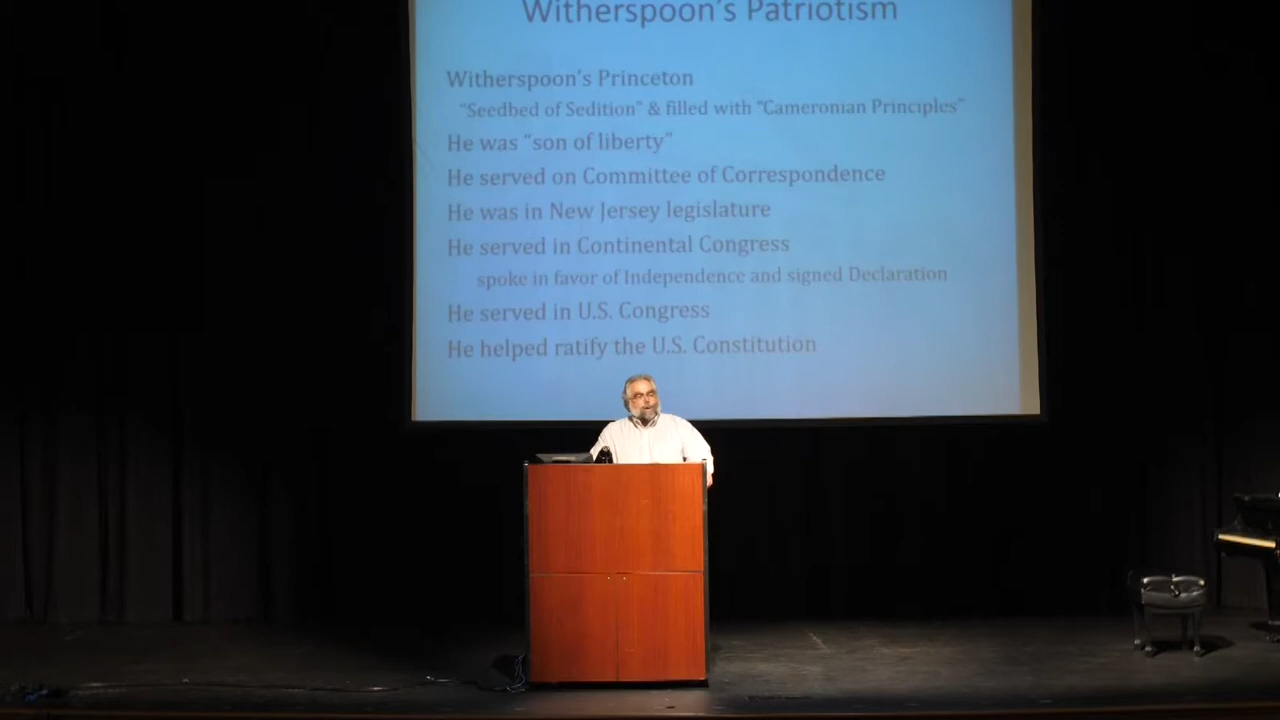 Witherspoon's Patriotism
Witherspoon's Princeton
"Seedbed of Sedition" & filled with "Cameronian Principles"
He was "son of liberty"
He served on Committee of Correspondence
He was in New Jersey legislature
He served in Continental Congress
spoke in favor of Independence and signed Declaration
He served in U.S. Congress
He helped ratify the U.S. Constitution